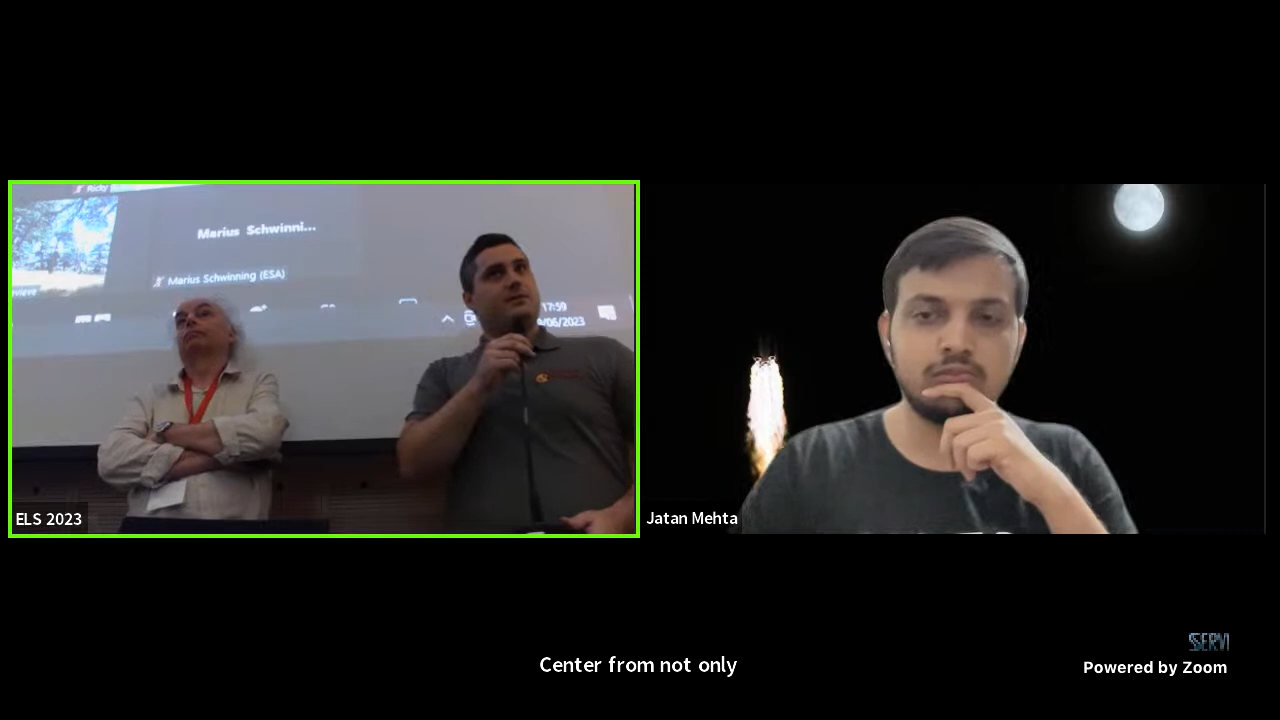 Ricky
Marius Schwinni...
Marius Schwinning (ESA)
17:59
/06/2023
ELS 2023
Jatan Mehta
SSERVI
Center from not only
Powered by Zoom